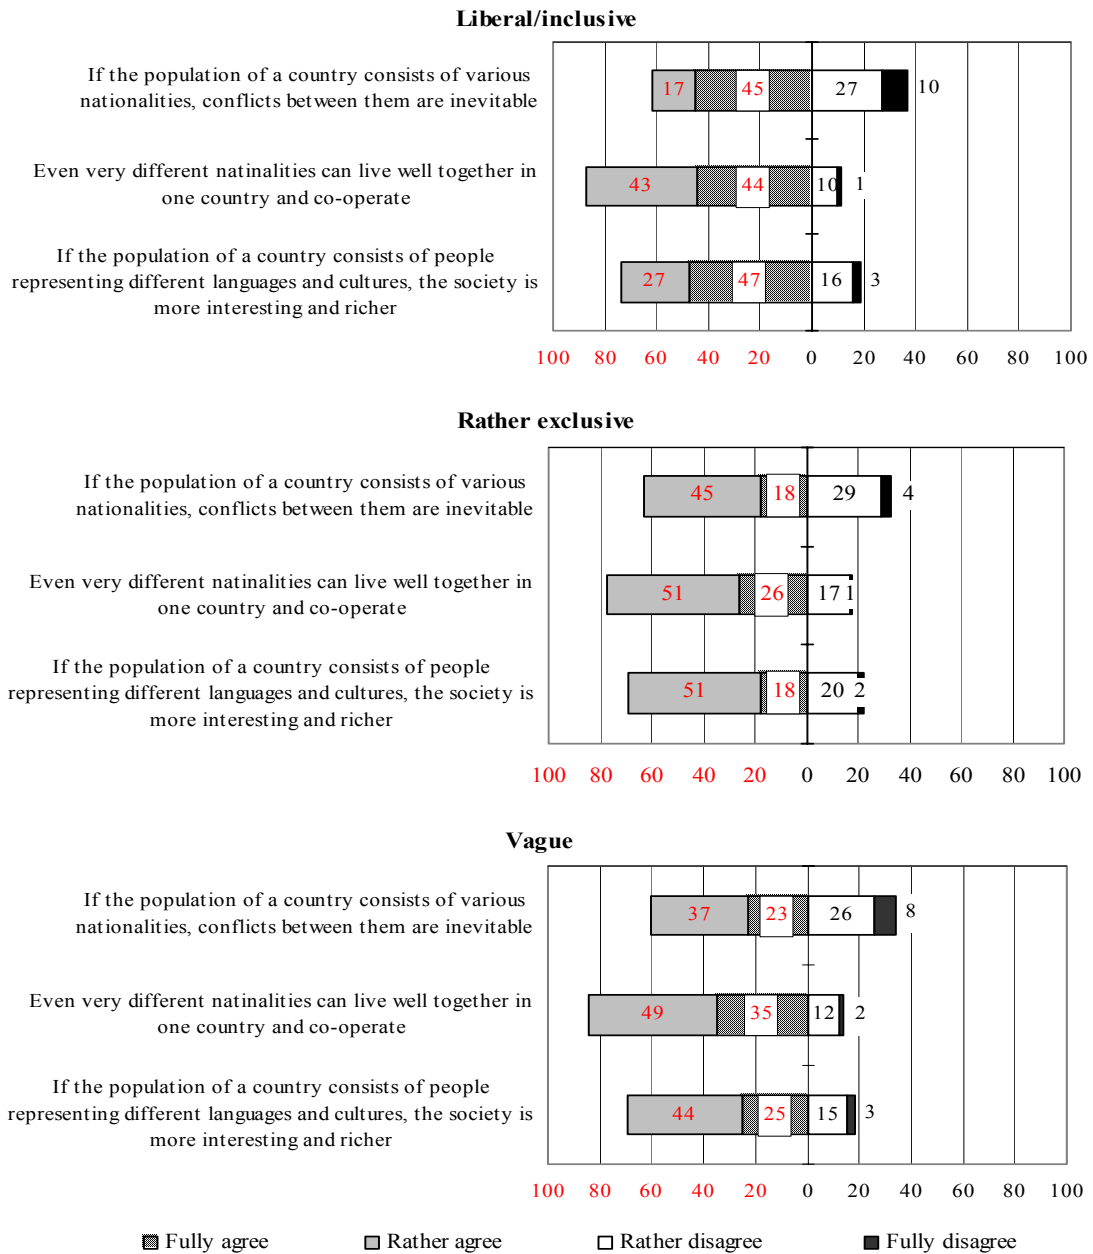 Liberal/inclusive
If the population of a country consists of various
nationalities, conflicts between them are inevitable
17 45 27 10
Even very different natinalities can live well together in
one country and co-operate
43 44 10 1
If the population of a country consists of people
representing different languages and cultures, the society is
more interesting and richer
27 47 16 3
100 80 60 40 20 0 20 40 60 80 100
Rather exclusive
If the population of a country consists of various
nationalities, conflicts between them are inevitable
45 18 29 4
Even very different natinalities can live well together in
one country and co-operate
51 26 17 1
If the population of a country consists of people
representing different languages and cultures, the society is
more interesting and richer
51 18 20 2
100 80 60 40 20 0 20 40 60 80 100
Vague
If the population of a country consists of various
nationalities, conflicts between them are inevitable
37 23 26 8
Even very different natinalities can live well together in
one country and co-operate
49 35 12 2
If the population of a country consists of people
representing different languages and cultures, the society is
more interesting and richer
44 25 15 3
100 80 60 40 20 0 20 40 60 80 100
Fully agree Rather agree Rather disagree Fully disagree